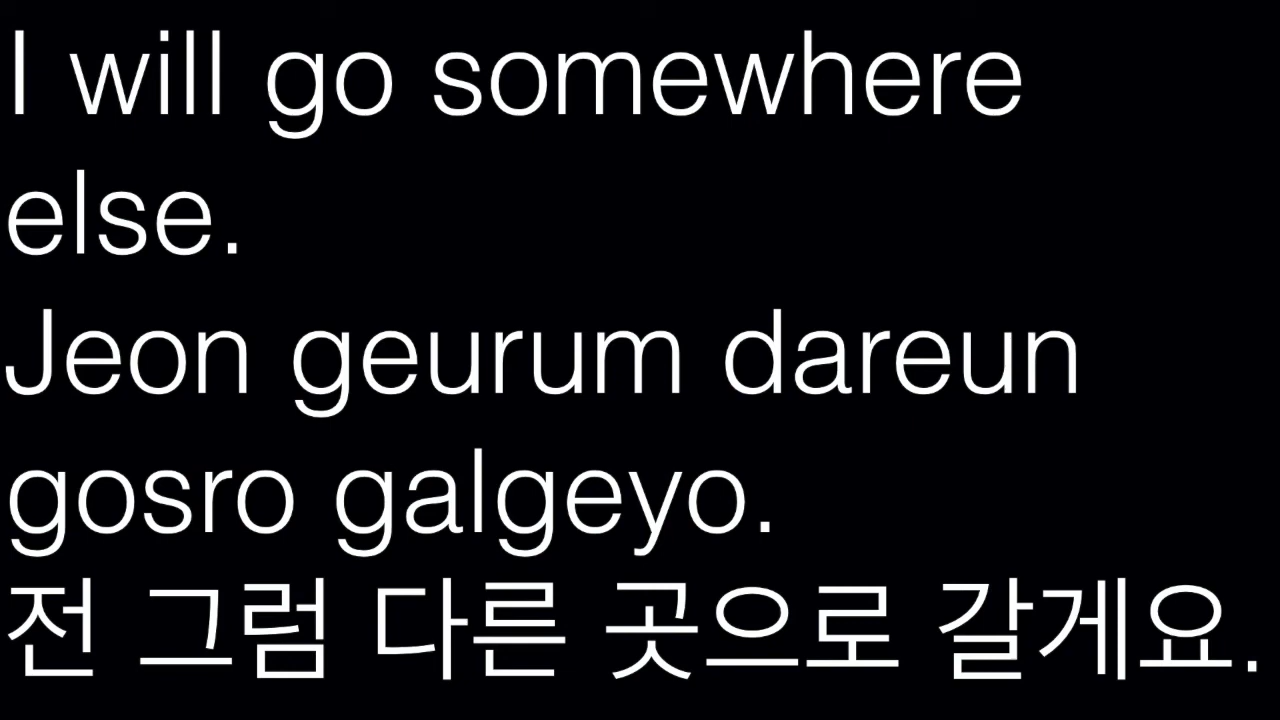 I will go somewhere
else.
Jeon geurum dareun
gosro galgeyo.
전 그럼 다른 곳으로 갈게요.